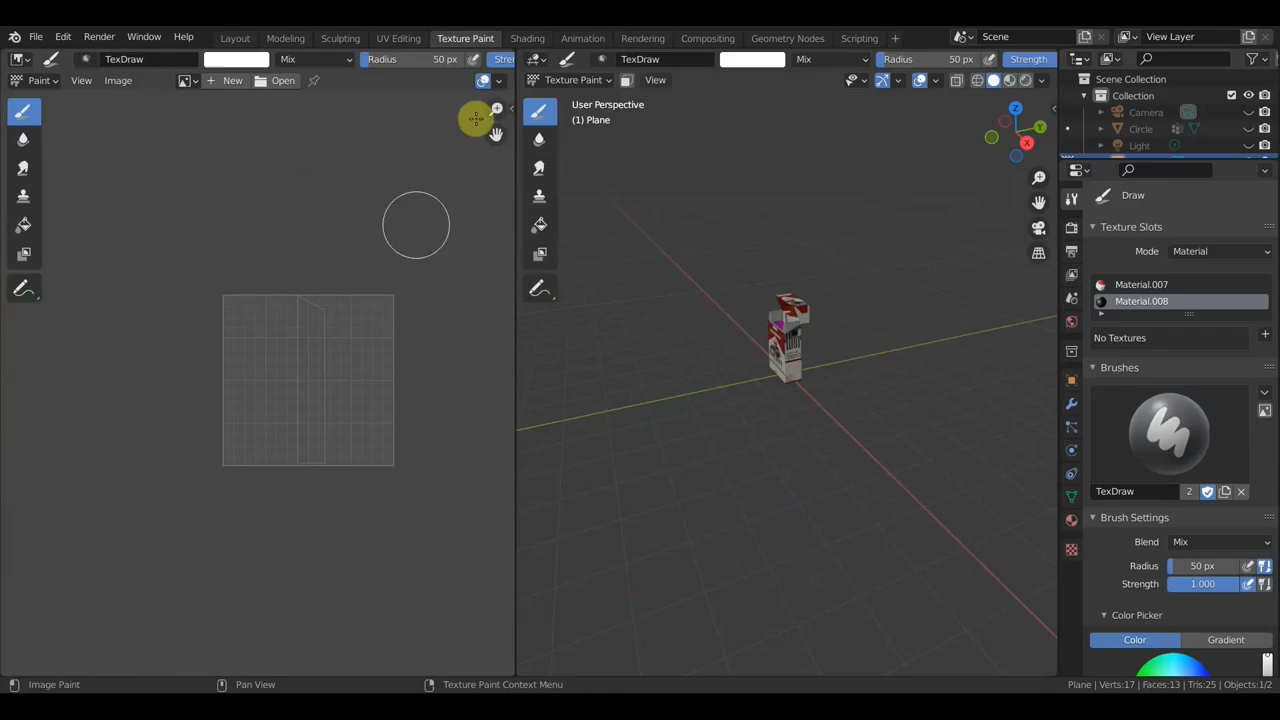 File Edit Render Window Help Layout Modeling Sculpting UV Editing Texture Paint Shading Animation Rendering Compositing Geometry Nodes Scripting + Scene View Layer
TexDraw Mix Radius 50 px TexDraw Mix Radius 50 px Strength
Paint View Image New Open Texture Paint View
Scene Collection
Collection
Camera
Circle
Light
User Perspective
(1) Plane
Z
Y
X
Draw
Texture Slots
Mode Material
Material.007
Material.008
No Textures
Brushes
TexDraw 2
Brush Settings
Blend Mix
Radius 50 px
Strength 1.000
Color Picker
Color Gradient
Image Paint Pan View Texture Paint Context Menu Plane | Verts:17 | Faces:13 | Tris:25 | Objects:1/2